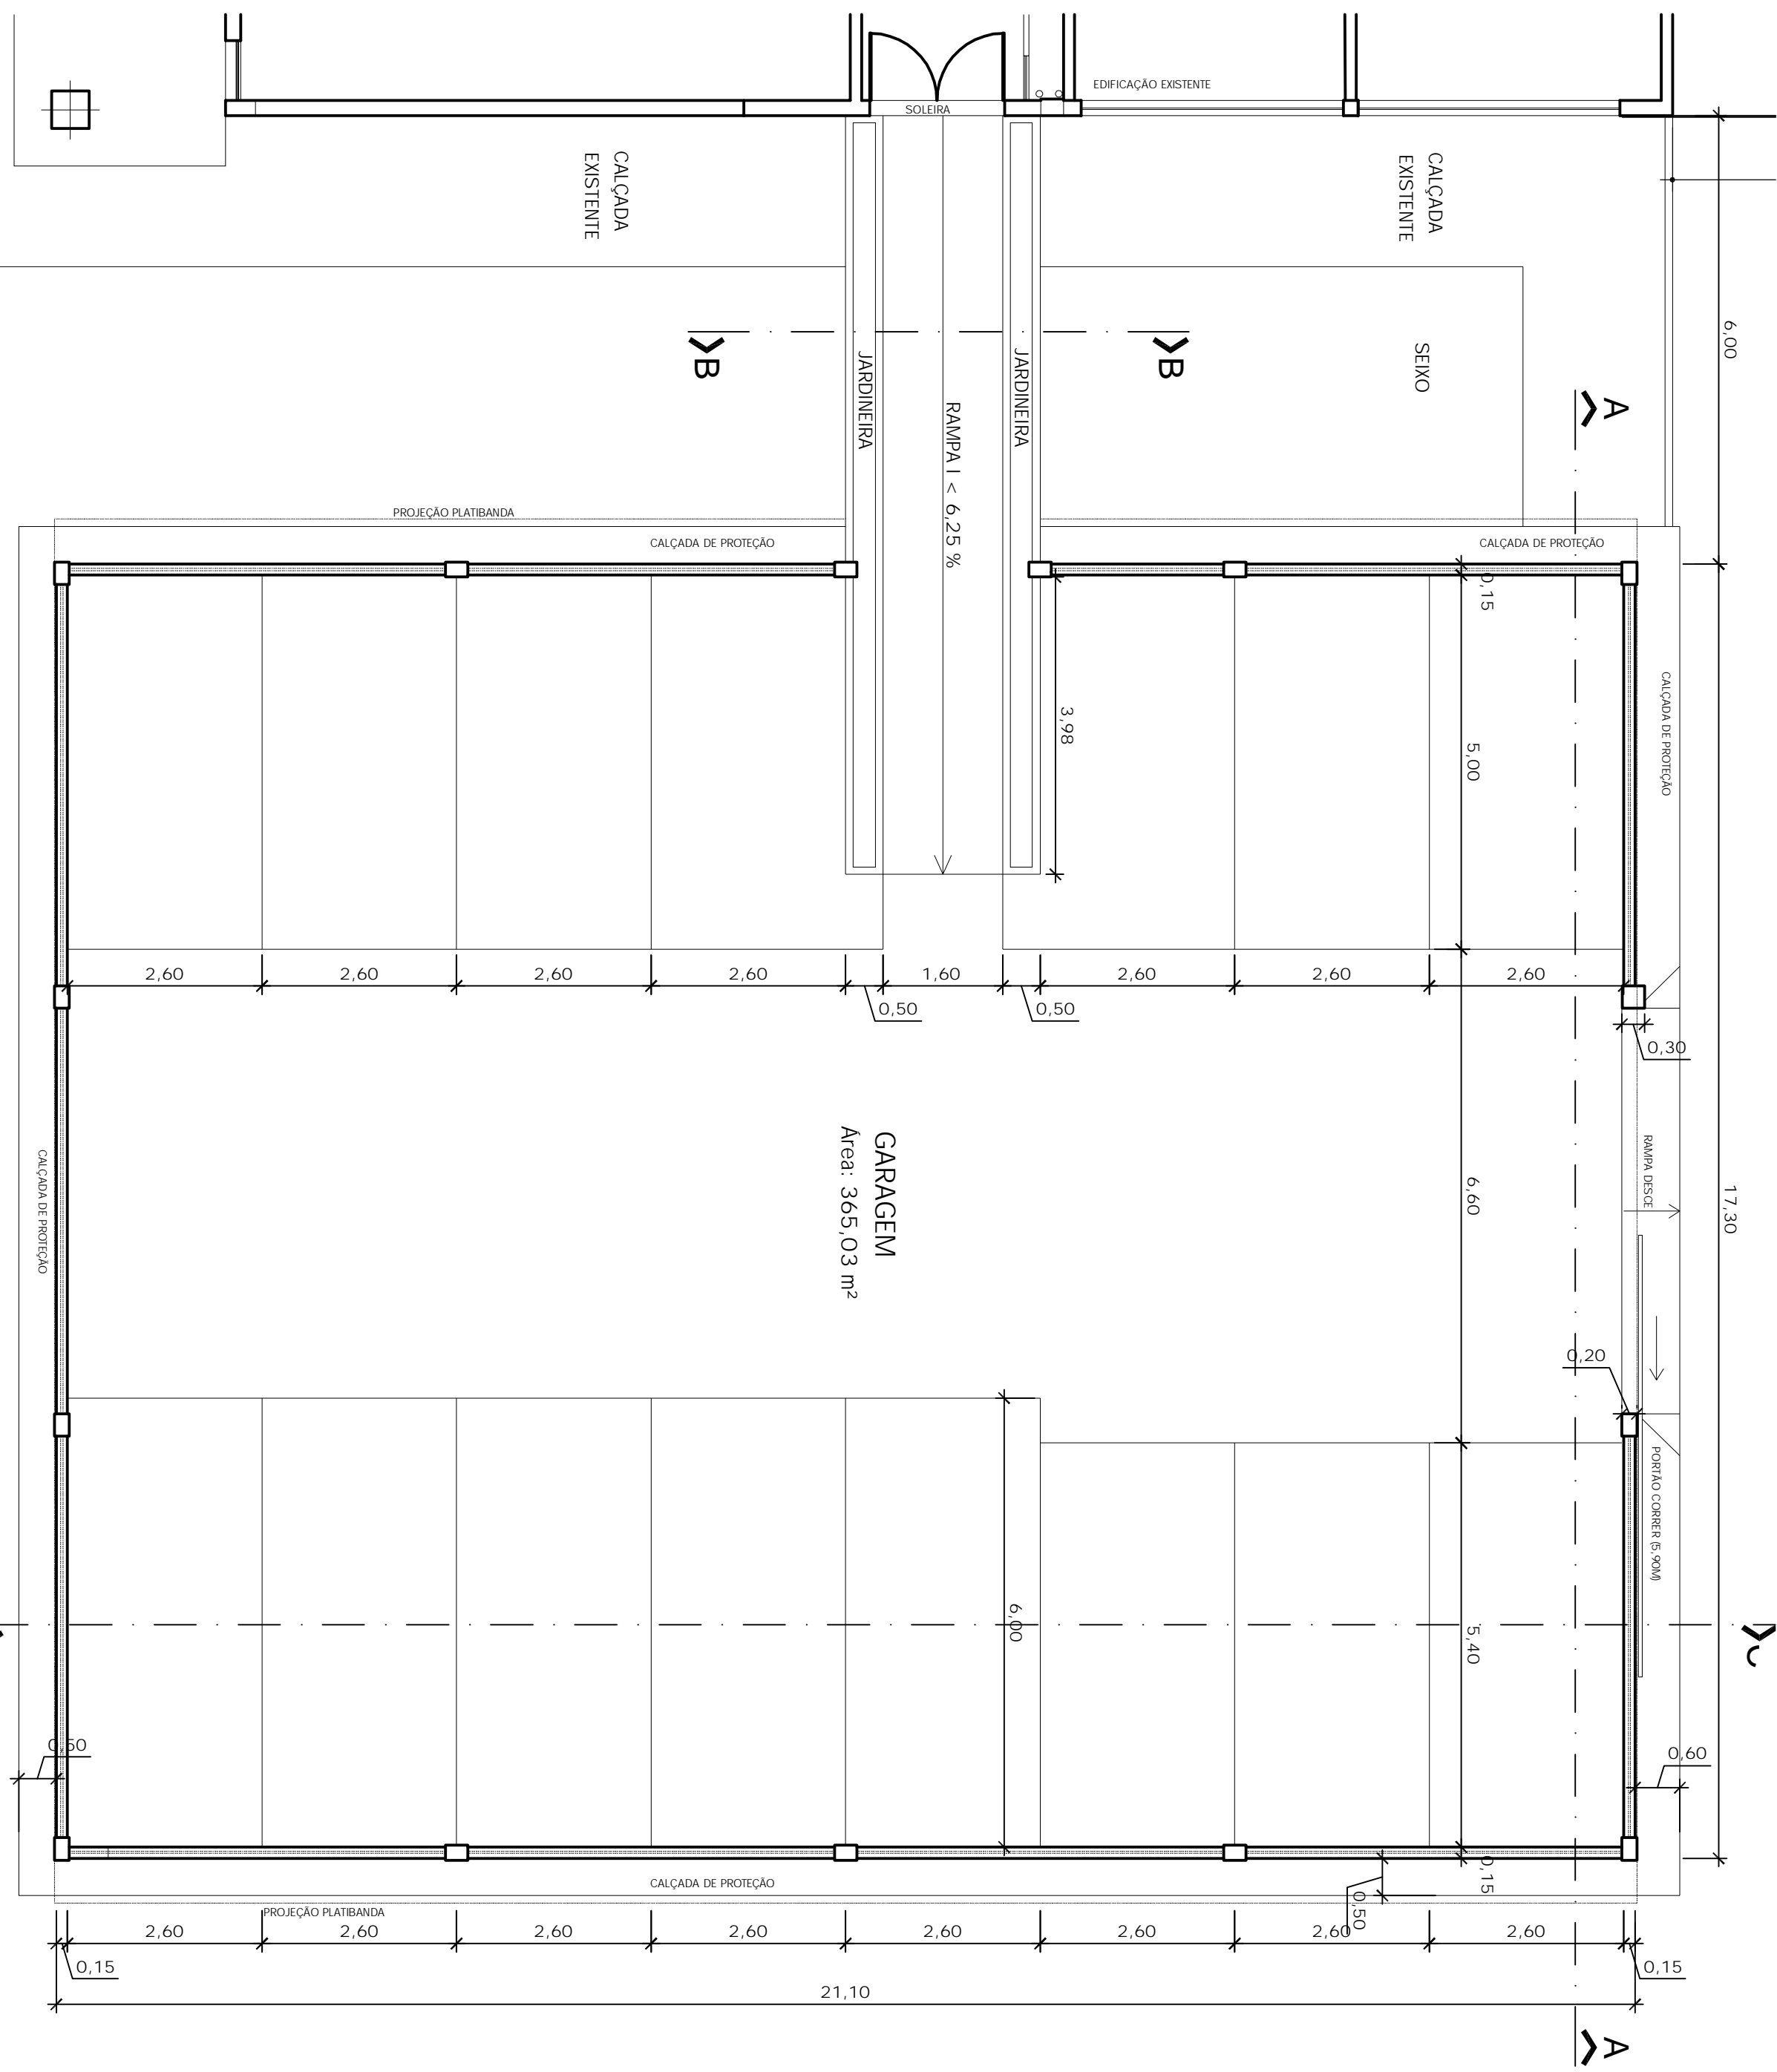 EDIFICAÇÃO EXISTENTE
SOLEIRA
CALÇADA
EXISTENTE
CALÇADA
EXISTENTE
6,00
B
B
JARDINEIRA
JARDINEIRA
SEIXO
A
RAMPA I < 6,25 %
PROJEÇÃO PLATIBANDA
CALÇADA DE PROTEÇÃO
CALÇADA DE PROTEÇÃO
0,15
CALÇADA DE PROTEÇÃO
3,98
5,00
2,60
2,60
2,60
2,60
1,60
2,60
2,60
2,60
0,50
0,50
0,30
GARAGEM
Área: 365,03 m²
CALÇADA DE PROTEÇÃO
6,60
RAMPA DESCE
17,30
0,20
PORTÃO CORRER (5,90M)
6,00
5,40
C
0,50
0,60
CALÇADA DE PROTEÇÃO
0,15
0,50
PROJEÇÃO PLATIBANDA
2,60
2,60
2,60
2,60
2,60
2,60
2,60
2,60
0,15
0,15
21,10
A